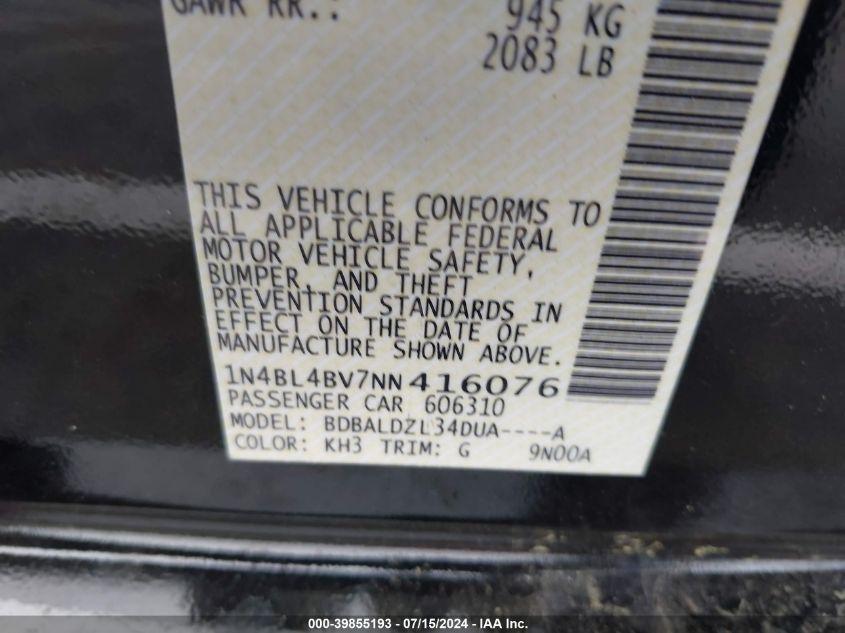 GAWR RR.: 945 KG
2083 LB
THIS VEHICLE CONFORMS TO
ALL APPLICABLE FEDERAL
MOTOR VEHICLE SAFETY,
BUMPER, AND THEFT
PREVENTION STANDARDS IN
EFFECT ON THE DATE OF
MANUFACTURE SHOWN ABOVE.
1N4BL4BV7NN416076
PASSENGER CAR 606310
MODEL: BDBALDZL34DUA----A
COLOR: KH3 TRIM: G 9N00A
000-39855193 - 07/15/2024 - IAA Inc.